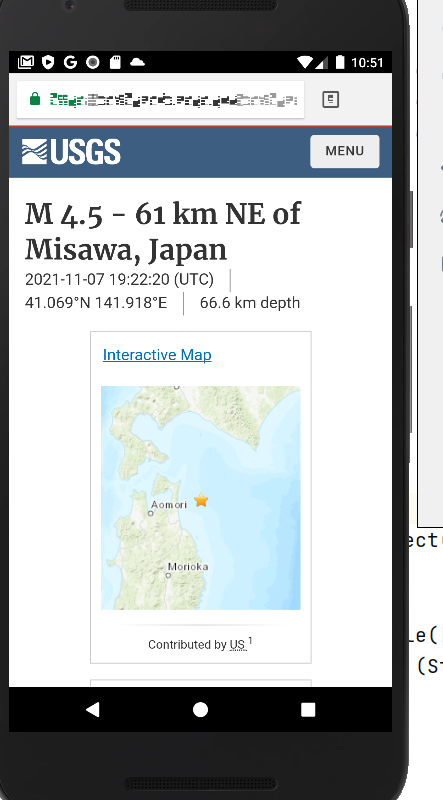 10:51
USGS
MENU
M 4.5 - 61 km NE of
Misawa, Japan
2021-11-07 19:22:20 (UTC)
41.069°N 141.918°E
66.6 km depth
Interactive Map
Aomori
Morioka
Contributed by US 1
ect(
le(
(St